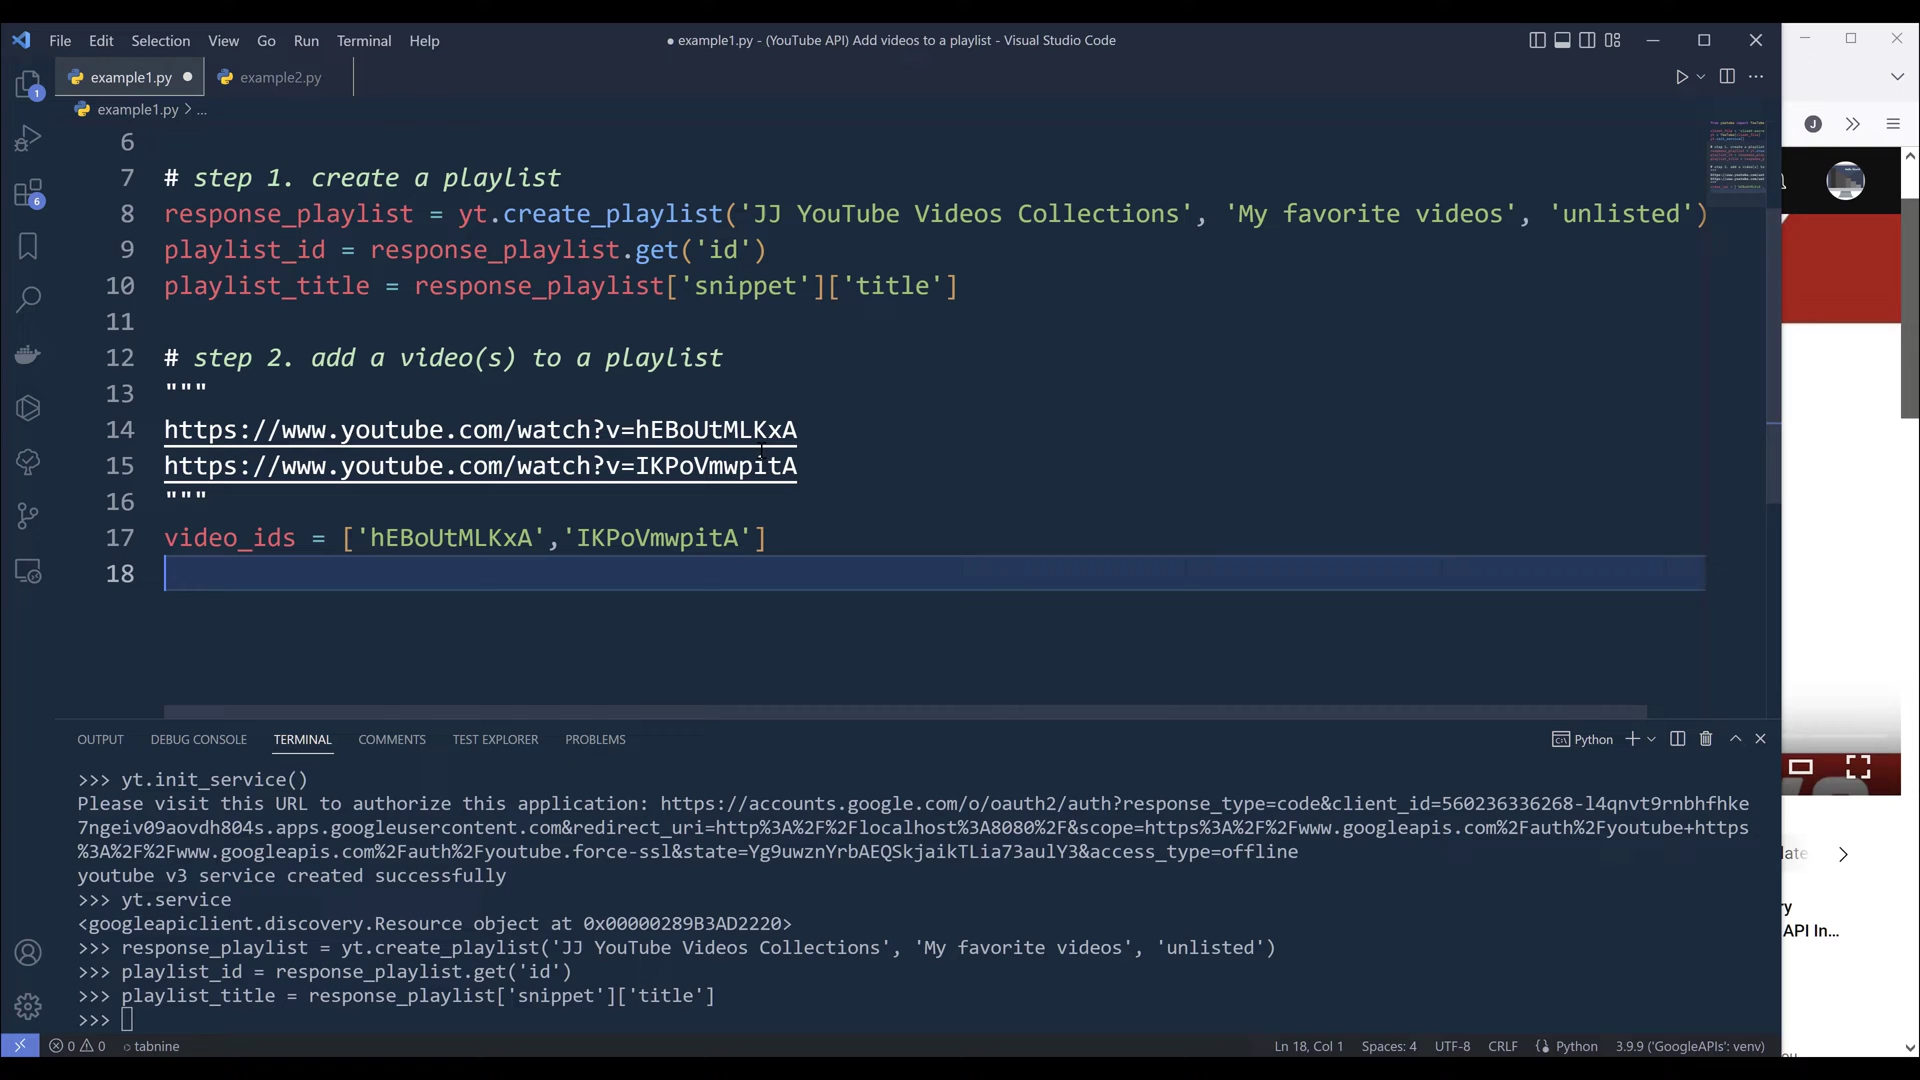 File Edit Selection View Go Run Terminal Help
● example1.py - (YouTube API) Add videos to a playlist - Visual Studio Code
example1.py ● example2.py
example1.py > ...
6
7 # step 1. create a playlist
8 response_playlist = yt.create_playlist('JJ YouTube Videos Collections', 'My favorite videos', 'unlisted')
9 playlist_id = response_playlist.get('id')
10 playlist_title = response_playlist['snippet']['title']
11
12 # step 2. add a video(s) to a playlist
13 """
14 https://www.youtube.com/watch?v=hEBoUtMLKxA
15 https://www.youtube.com/watch?v=IKPoVmwpitA
16 """
17 video_ids = ['hEBoUtMLKxA','IKPoVmwpitA']
18
1
6
J
OUTPUT DEBUG CONSOLE TERMINAL COMMENTS TEST EXPLORER PROBLEMS
Python
>>> yt.init_service()
Please visit this URL to authorize this application: https://accounts.google.com/o/oauth2/auth?response_type=code&client_id=560236336268-l4qnvt9rnbhfhke
7ngeiv09aovdh804s.apps.googleusercontent.com&redirect_uri=http%3A%2F%2Flocalhost%3A8080%2F&scope=https%3A%2F%2Fwww.googleapis.com%2Fauth%2Fyoutube+https
%3A%2F%2Fwww.googleapis.com%2Fauth%2Fyoutube.force-ssl&state=Yg9uwznYrbAEQSkjaikTLia73aulY3&access_type=offline
youtube v3 service created successfully
>>> yt.service
<googleapiclient.discovery.Resource object at 0x00000289B3AD2220>
>>> response_playlist = yt.create_playlist('JJ YouTube Videos Collections', 'My favorite videos', 'unlisted')
>>> playlist_id = response_playlist.get('id')
>>> playlist_title = response_playlist['snippet']['title']
>>>
late
ry
API In...
0 0 tabnine
Ln 18, Col 1 Spaces: 4 UTF-8 CRLF Python 3.9.9 ('GoogleAPIs': venv)